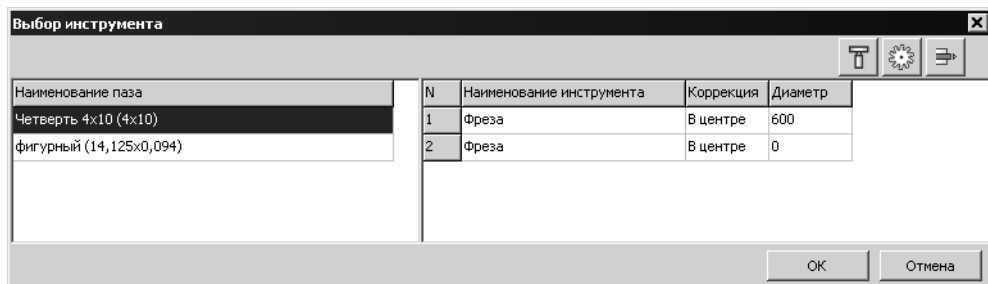 Выбор инструмента
Наименование паза
Четверть 4x10 (4x10)
фигурный (14,125x0,094)
N Наименование инструмента Коррекция Диаметр
1 Фреза В центре 600
2 Фреза В центре 0
ОК Отмена